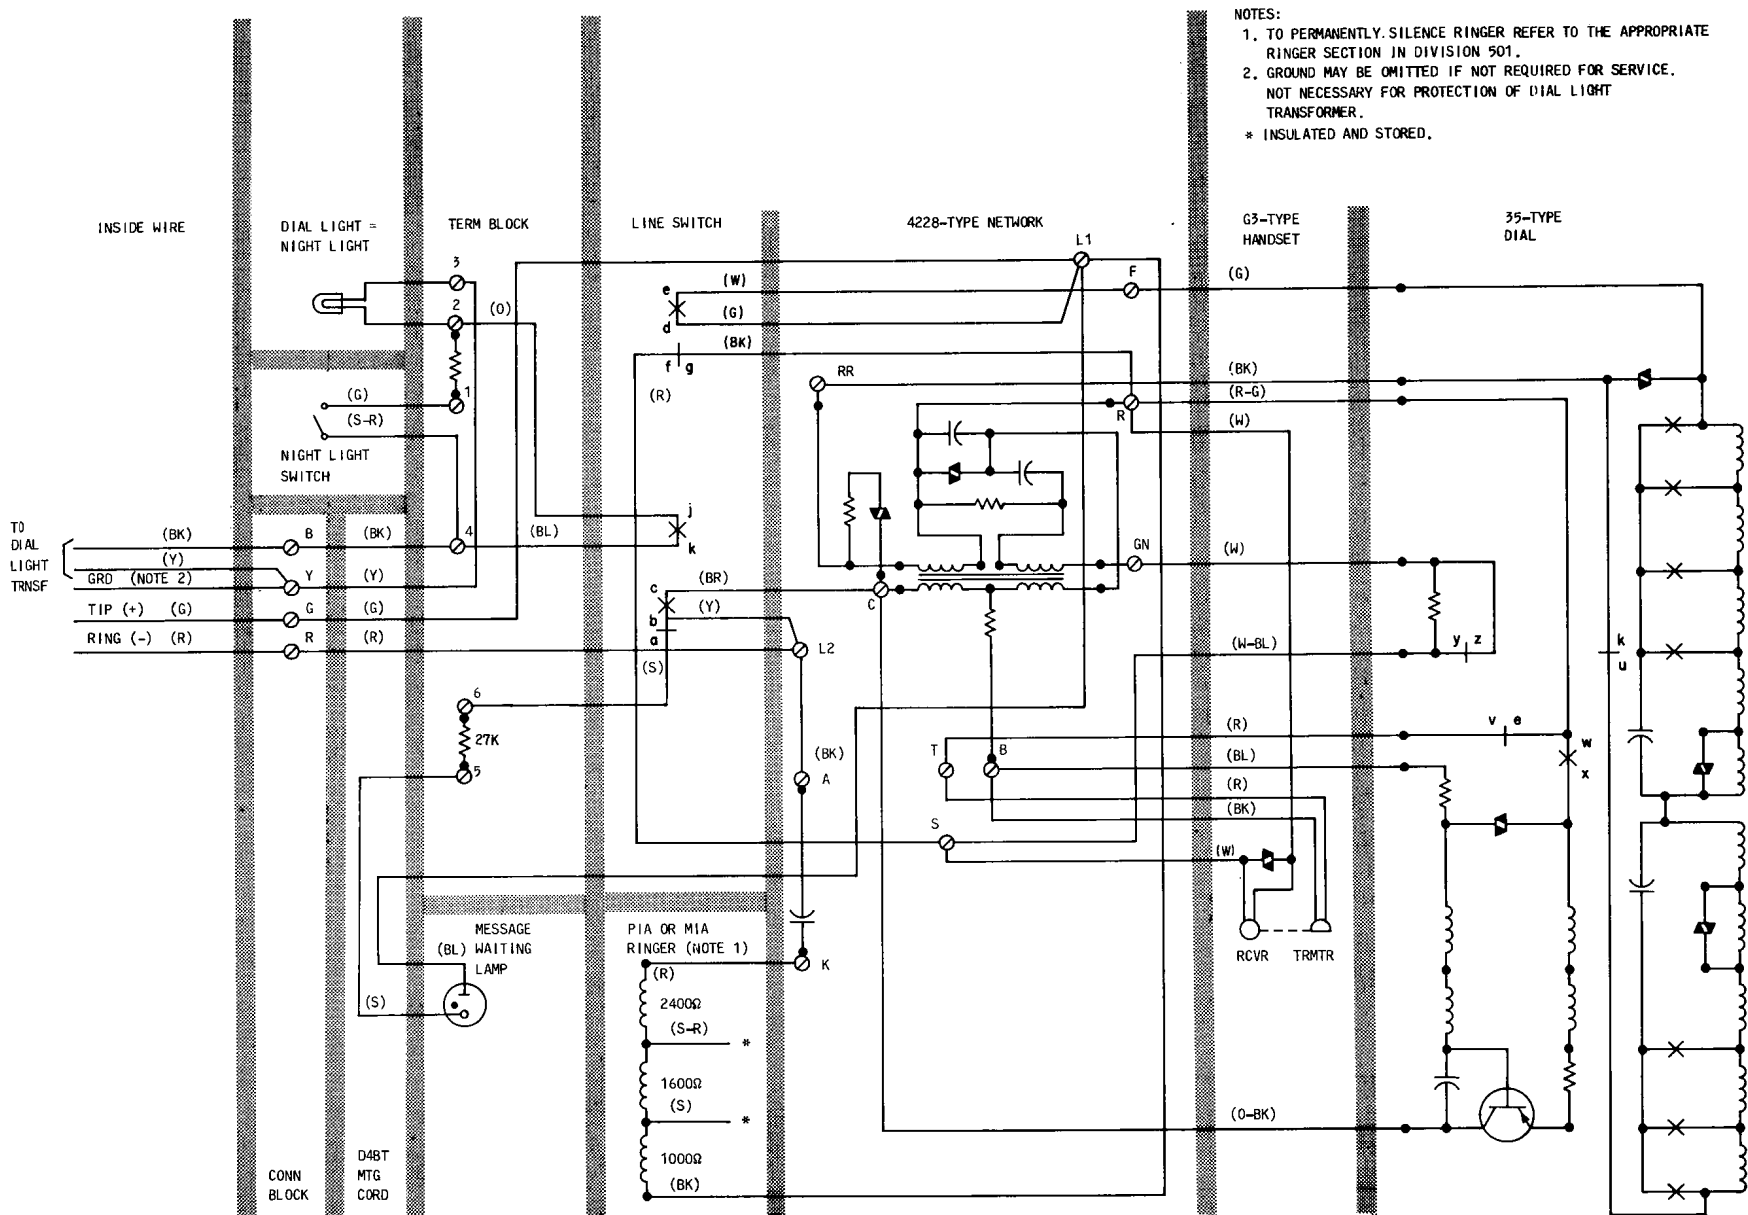 NOTES:
1. TO PERMANENTLY SILENCE RINGER REFER TO THE APPROPRIATE
RINGER SECTION IN DIVISION 501.
2. GROUND MAY BE OMITTED IF NOT REQUIRED FOR SERVICE.
NOT NECESSARY FOR PROTECTION OF DIAL LIGHT
TRANSFORMER.
* INSULATED AND STORED.
INSIDE WIRE
DIAL LIGHT =
NIGHT LIGHT
TERM BLOCK
LINE SWITCH
4228-TYPE NETWORK
G3-TYPE
HANDSET
35-TYPE
DIAL
3
2
(O)
1
(G)
(S-R)
NIGHT LIGHT
SWITCH
TO
DIAL
LIGHT
TRNSF
(BK)
B
(BK)
4
(BL)
(Y)
GRD (NOTE 2)
Y
(Y)
TIP (+) (G)
G
(G)
RING (-) (R)
R
(R)
6
27K
5
(BL)
MESSAGE
WAITING
LAMP
(S)
CONN
BLOCK
D4BT
MTG
CORD
e
(W)
d
(G)
f
g
(BK)
(R)
j
k
c
(BR)
b
(Y)
a
(S)
L2
(BK)
A
K
P1A OR M1A
RINGER (NOTE 1)
(R)
2400Ω
(S-R)
*
1600Ω
(S)
*
1000Ω
(BK)
L1
F
RR
R
GN
C
T
B
S
(G)
(BK)
(R-G)
(W)
(W)
(W-BL)
(R)
(BL)
(R)
(BK)
(W)
RCVR
TRMTR
(O-BK)
y
z
v
e
w
x
k
u